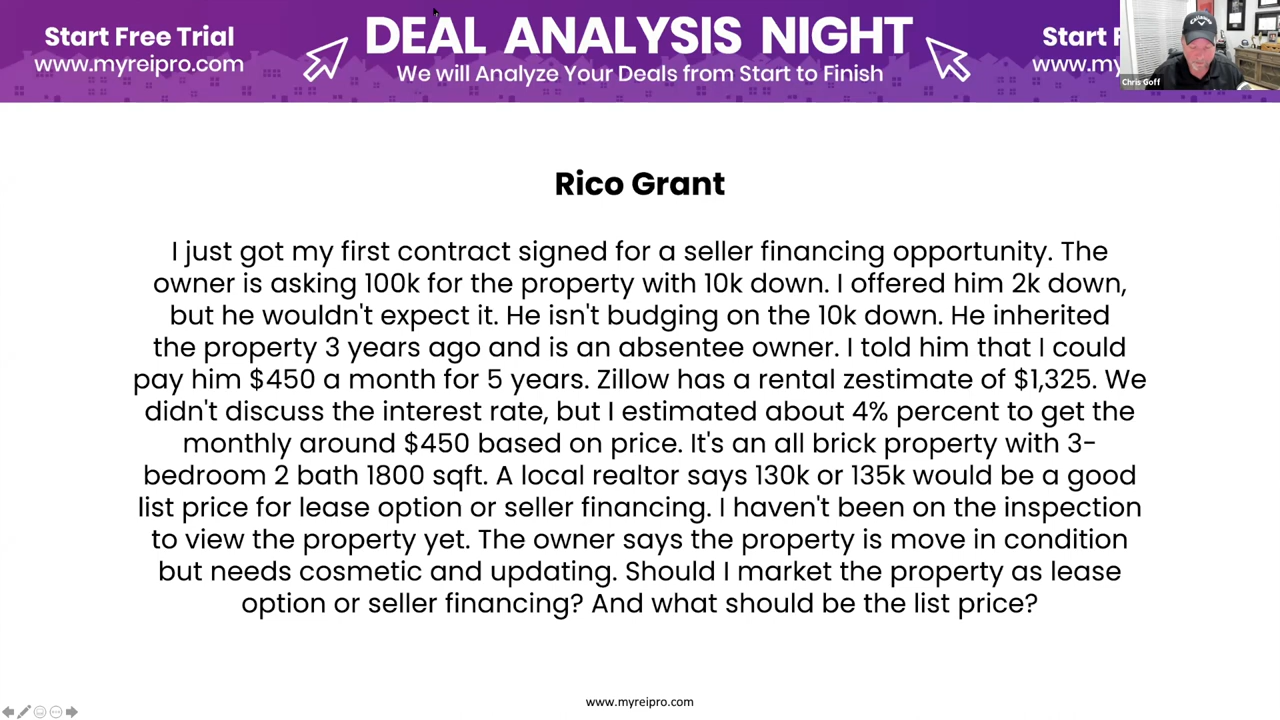 Start Free Trial
www.myreipro.com
DEAL ANALYSIS NIGHT
We will Analyze Your Deals from Start to Finish
Start
www.my
Chris Goff
Rico Grant
I just got my first contract signed for a seller financing opportunity. The
owner is asking 100k for the property with 10k down. I offered him 2k down,
but he wouldn't expect it. He isn't budging on the 10k down. He inherited
the property 3 years ago and is an absentee owner. I told him that I could
pay him $450 a month for 5 years. Zillow has a rental zestimate of $1,325. We
didn't discuss the interest rate, but I estimated about 4% percent to get the
monthly around $450 based on price. It's an all brick property with 3-
bedroom 2 bath 1800 sqft. A local realtor says 130k or 135k would be a good
list price for lease option or seller financing. I haven't been on the inspection
to view the property yet. The owner says the property is move in condition
but needs cosmetic and updating. Should I market the property as lease
option or seller financing? And what should be the list price?
www.myreipro.com